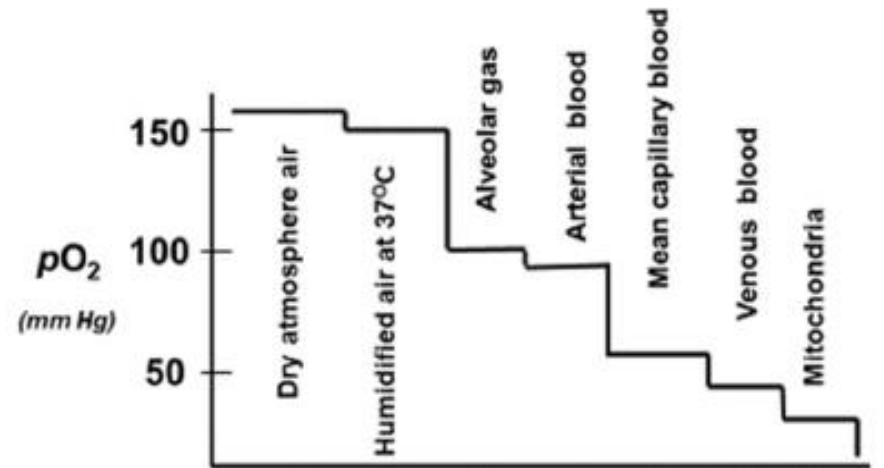 150
100
50
pO₂
(mm Hg)
Dry atmosphere air
Humidified air at 37⁰C
Alveolar gas
Arterial blood
Mean capillary blood
Venous blood
Mitochondria